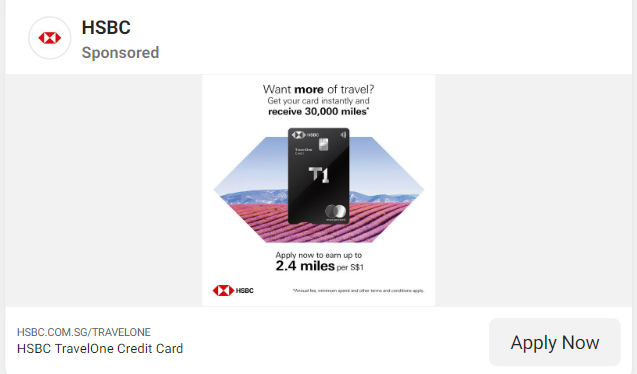 HSBC
Sponsored
Want more of travel?
Get your card instantly and
receive 30,000 miles*
HSBC
TravelOne
T1
Apply now to earn up to
2.4 miles per S$1
HSBC
*Annual fee, minimum spend and other terms and conditions apply.
HSBC.COM.SG/TRAVELONE
HSBC TravelOne Credit Card
Apply Now